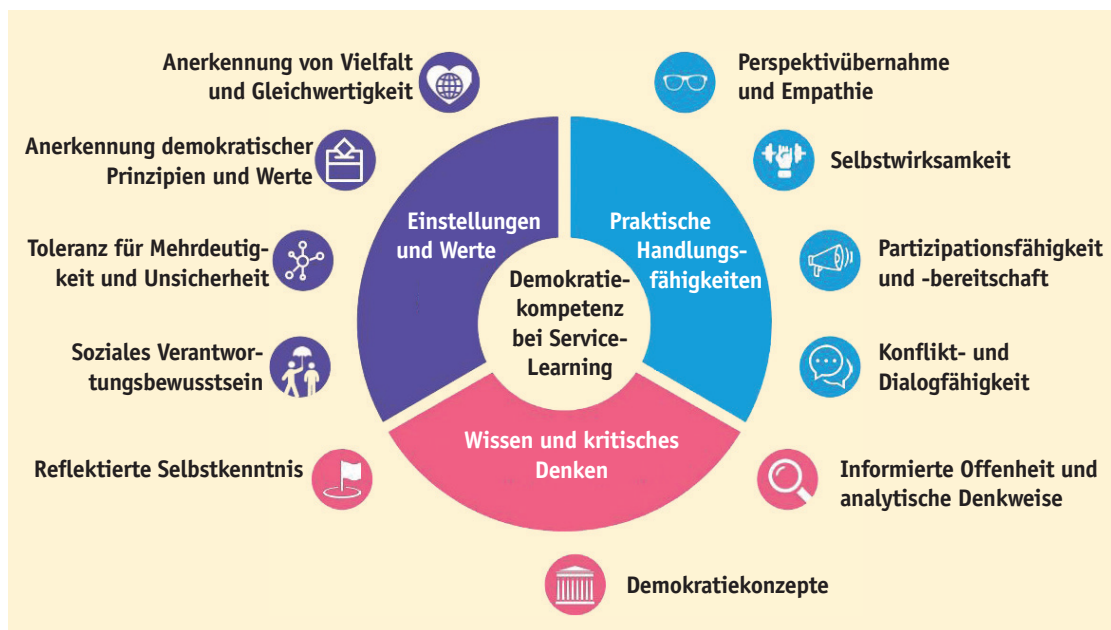 Anerkennung von Vielfalt
und Gleichwertigkeit
Anerkennung demokratischer
Prinzipien und Werte
Toleranz für Mehrdeutig-
keit und Unsicherheit
Soziales Verantwor-
tungsbewusstsein
Reflektierte Selbstkenntnis
Einstellungen
und Werte
Praktische
Handlungs-
fähigkeiten
Demokratie-
kompetenz
bei Service-
Learning
Wissen und kritisches
Denken
Perspektivübernahme
und Empathie
Selbstwirksamkeit
Partizipationsfähigkeit
und -bereitschaft
Konflikt- und
Dialogfähigkeit
Informierte Offenheit und
analytische Denkweise
Demokratiekonzepte